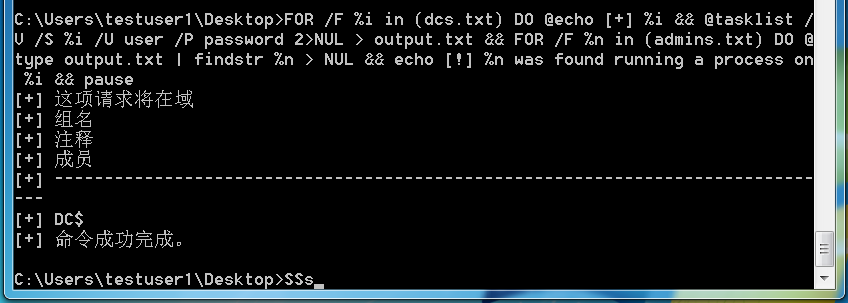 C:\Users\testuser1\Desktop>FOR /F %i in (dcs.txt) DO @echo [+] %i && @tasklist /
V /S %i /U user /P password 2>NUL > output.txt && FOR /F %n in (admins.txt) DO @
type output.txt | findstr %n > NUL && echo [!] %n was found running a process on
 %i && pause
[+] 这项请求将在域
[+] 组名
[+] 注释
[+] 成员
[+] ----------------------------------------------------------------------------
---
[+] DC$
[+] 命令成功完成。
C:\Users\testuser1\Desktop>SSs_